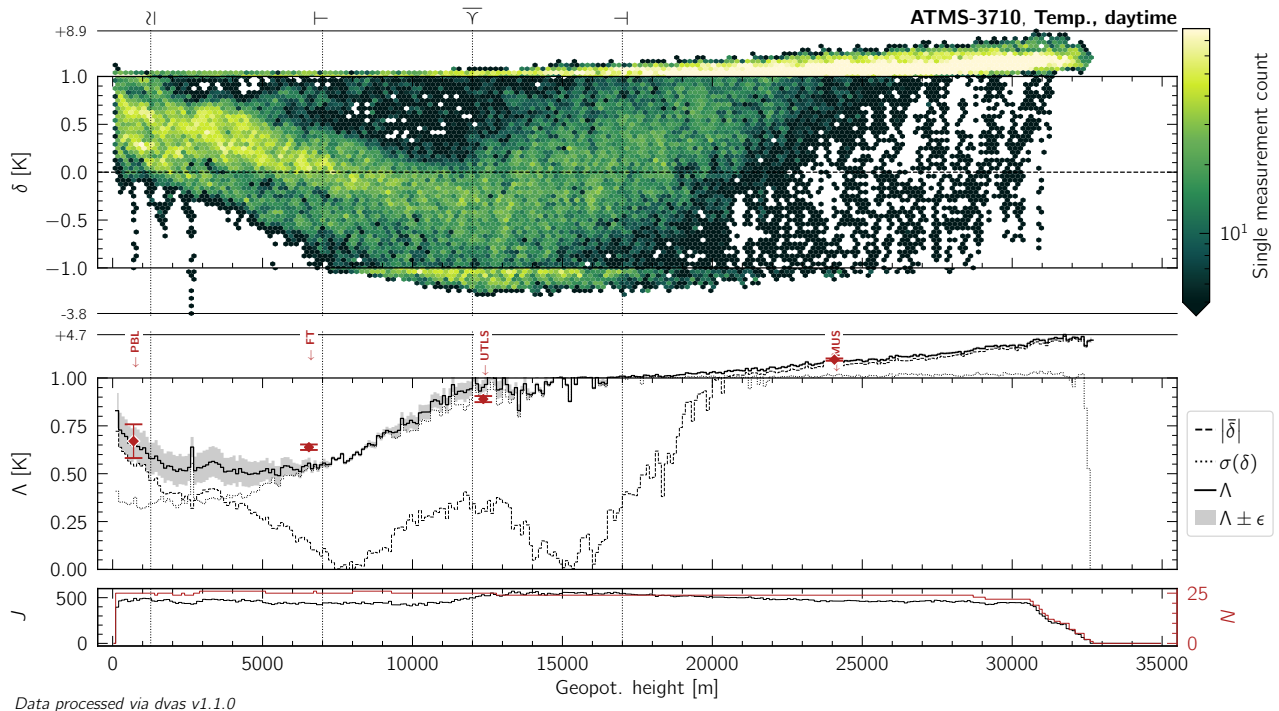 ATMS-3710, Temp., daytime
+8.9
1.0
0.5
0.0
−0.5
−1.0
-3.8
δ [K]
10¹
Single measurement count
+4.7
PBL
FT
UTLS
MUS
1.00
0.75
0.50
0.25
0.00
Λ [K]
|δ̄|
σ(δ)
Λ
Λ ± ϵ
500
0
J
25
0
N
0 5000 10000 15000 20000 25000 30000 35000
Geopot. height [m]
Data processed via dvas v1.1.0